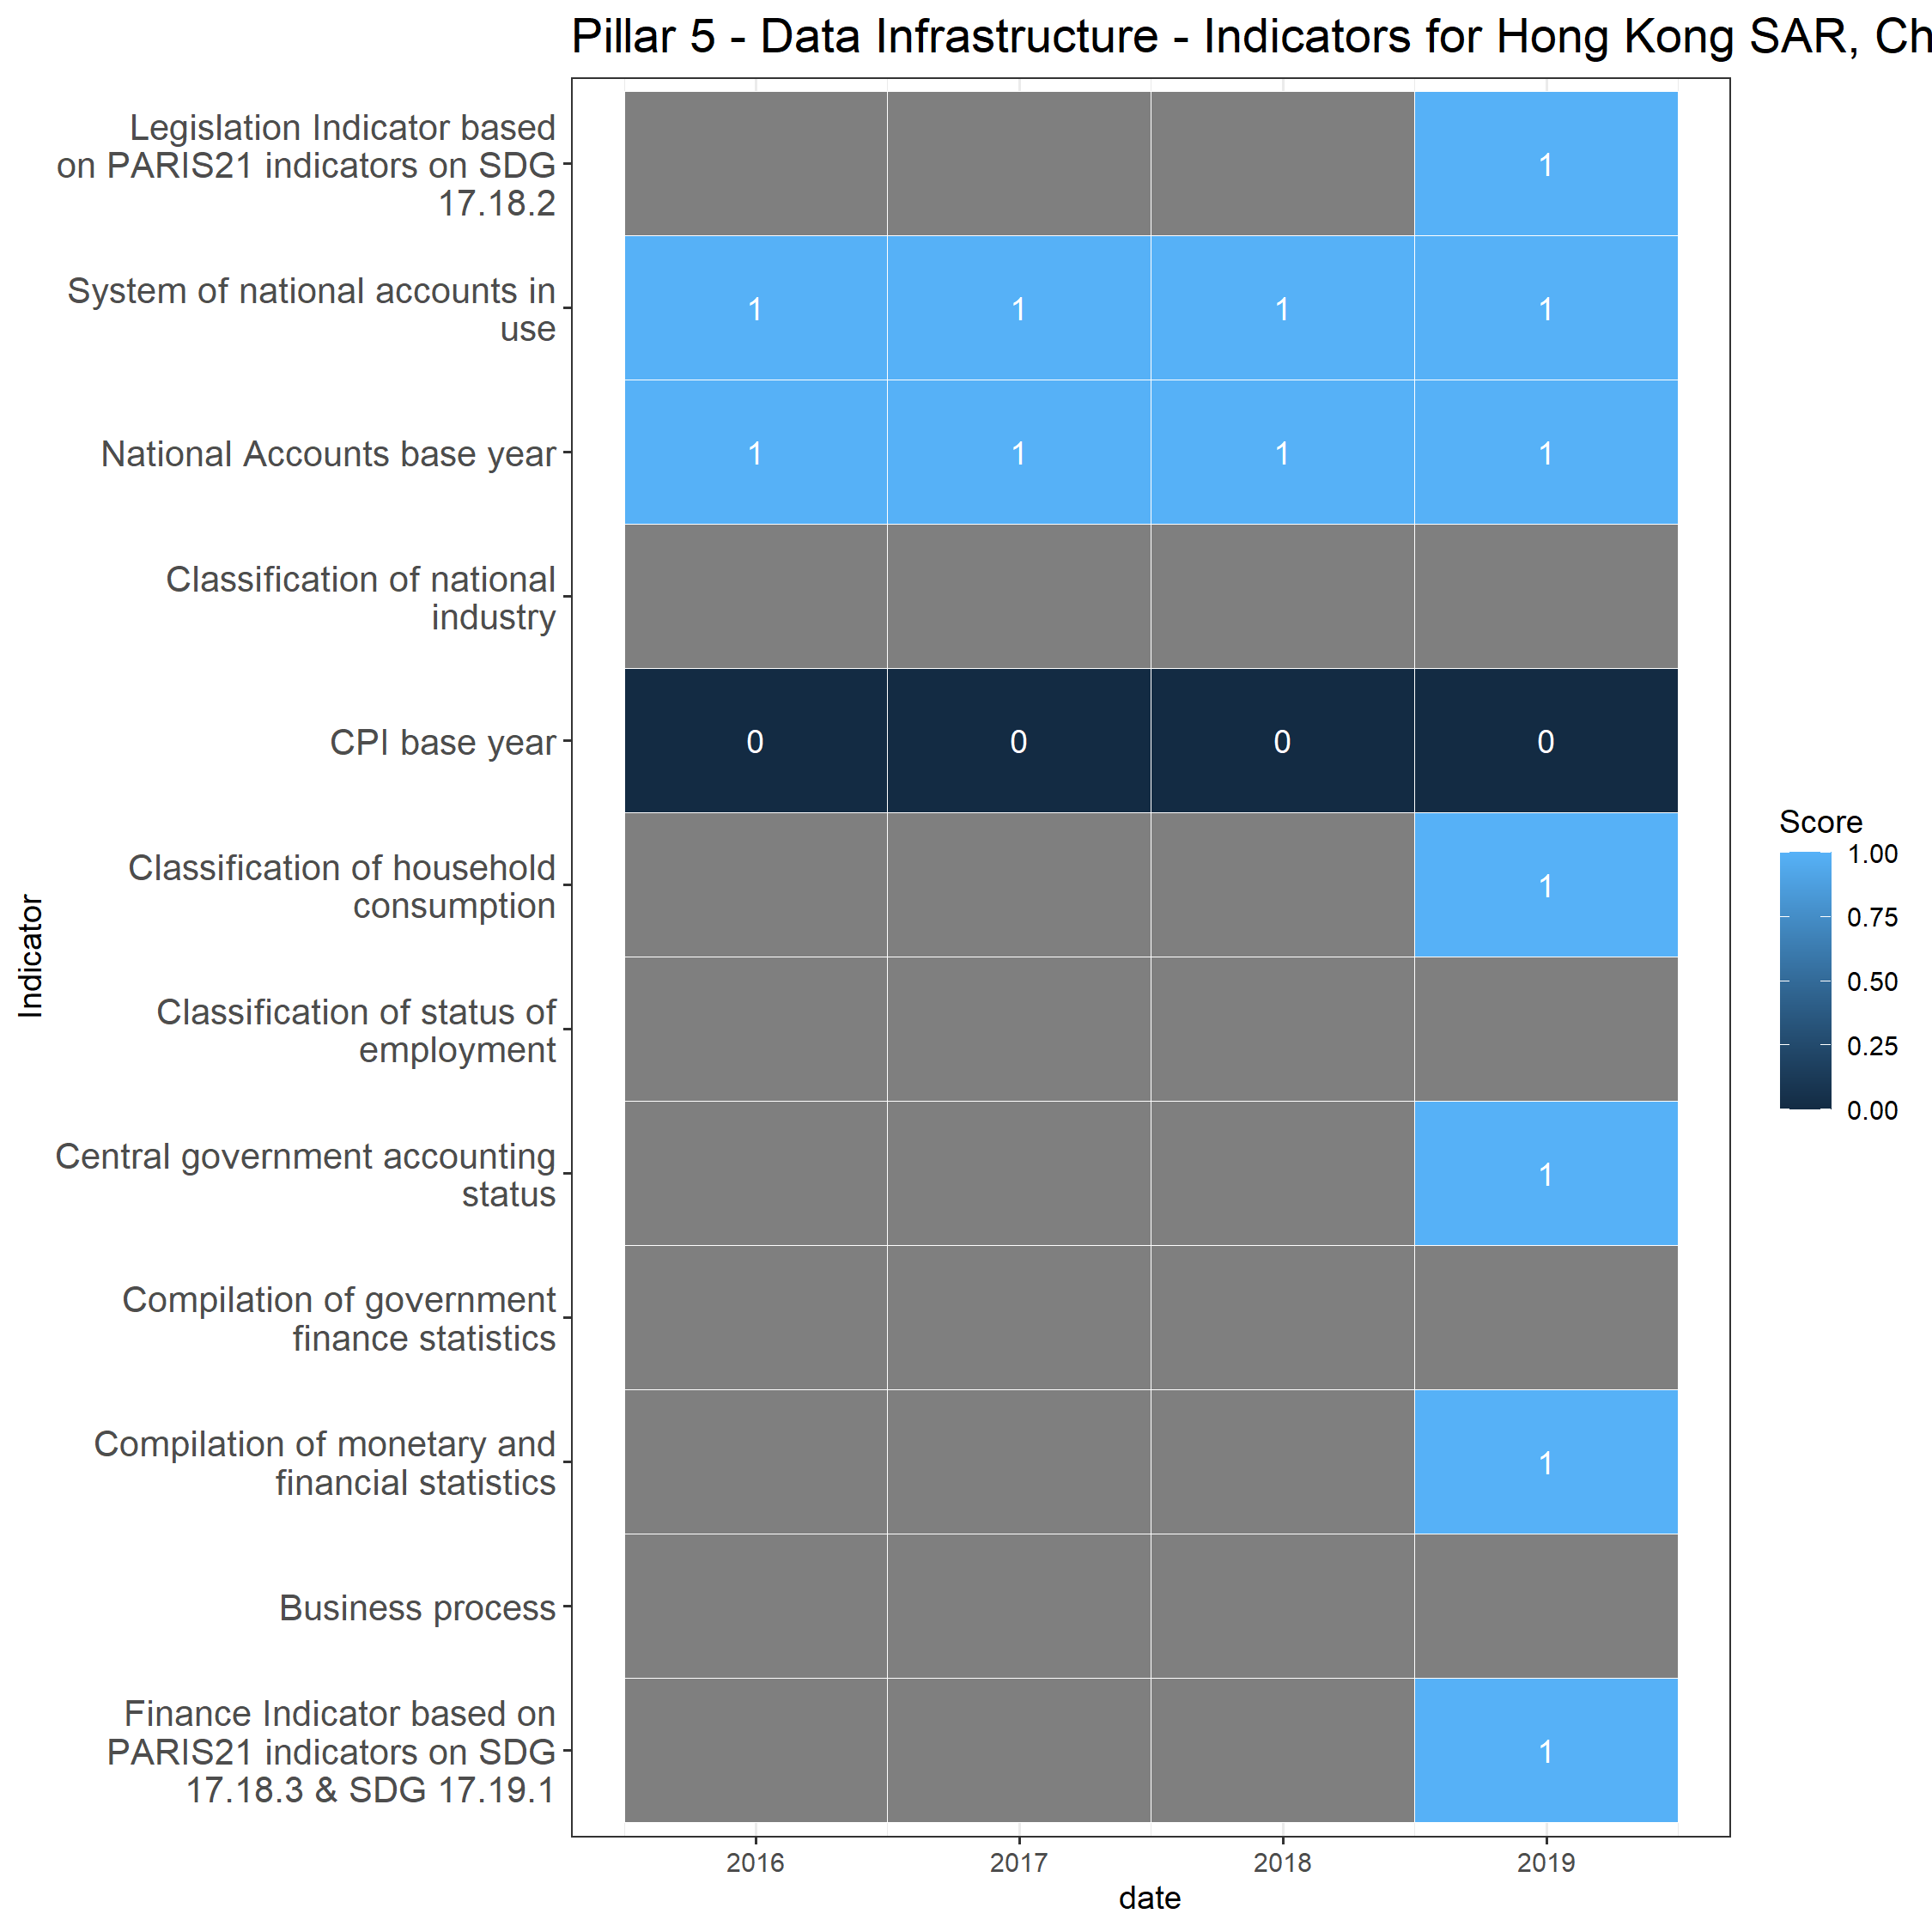 Pillar 5 - Data Infrastructure - Indicators for Hong Kong SAR, Ch
Legislation Indicator based
on PARIS21 indicators on SDG
17.18.2
1
System of national accounts in
use
1 1 1 1
National Accounts base year
1 1 1 1
Classification of national
industry
CPI base year
0 0 0 0
Classification of household
consumption
1
Classification of status of
employment
Central government accounting
status
1
Compilation of government
finance statistics
Compilation of monetary and
financial statistics
1
Business process
Finance Indicator based on
PARIS21 indicators on SDG
17.18.3 & SDG 17.19.1
1
Indicator
2016 2017 2018 2019
date
Score
1.00
0.75
0.50
0.25
0.00